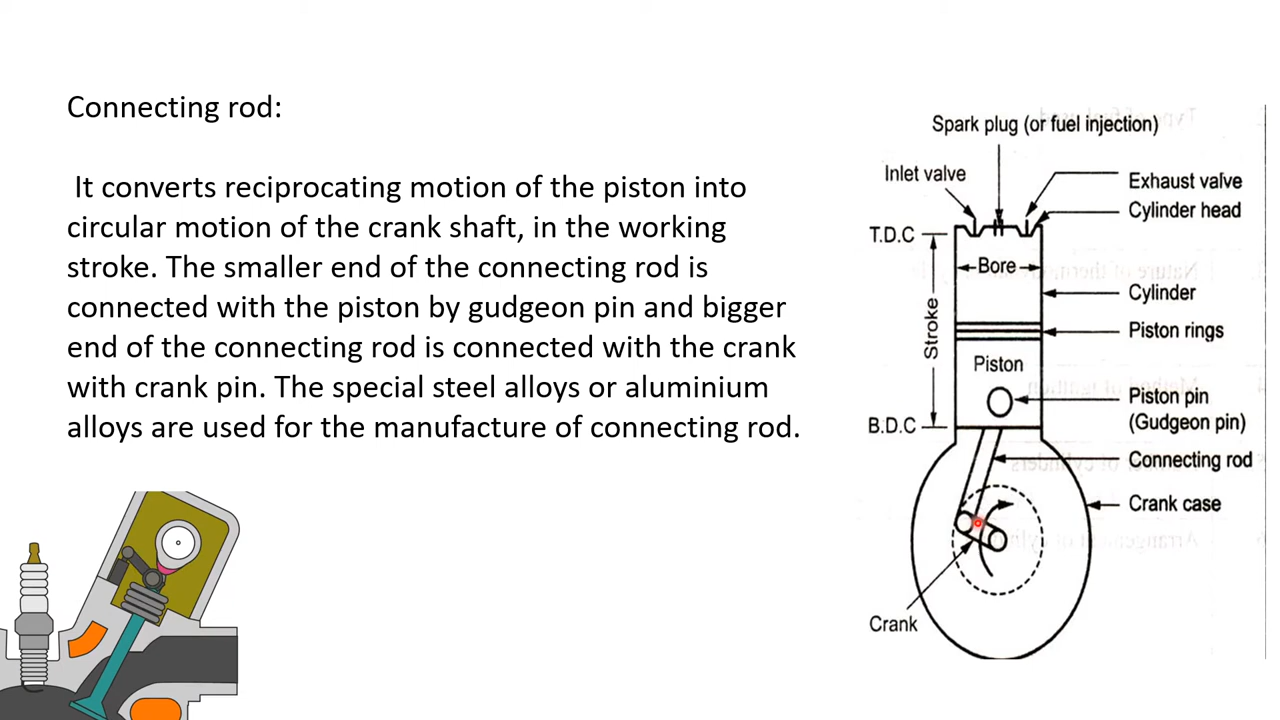 Connecting rod:
It converts reciprocating motion of the piston into
circular motion of the crank shaft, in the working
stroke. The smaller end of the connecting rod is
connected with the piston by gudgeon pin and bigger
end of the connecting rod is connected with the crank
with crank pin. The special steel alloys or aluminium
alloys are used for the manufacture of connecting rod.
Spark plug (or fuel injection)
Inlet valve
Exhaust valve
Cylinder head
T.D.C
Bore
Cylinder
Stroke
Piston rings
Piston
Piston pin
(Gudgeon pin)
B.D.C
Connecting rod
Crank case
Crank